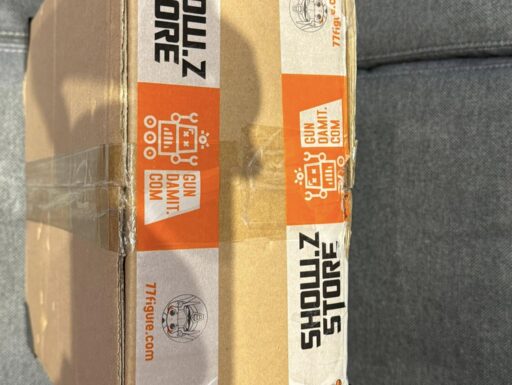 SHOW.Z
STORE
GUN
DAMIT.
COM
77figure.com
77figure.com
GUN
DAMIT.
COM
SHOW.Z
STORE